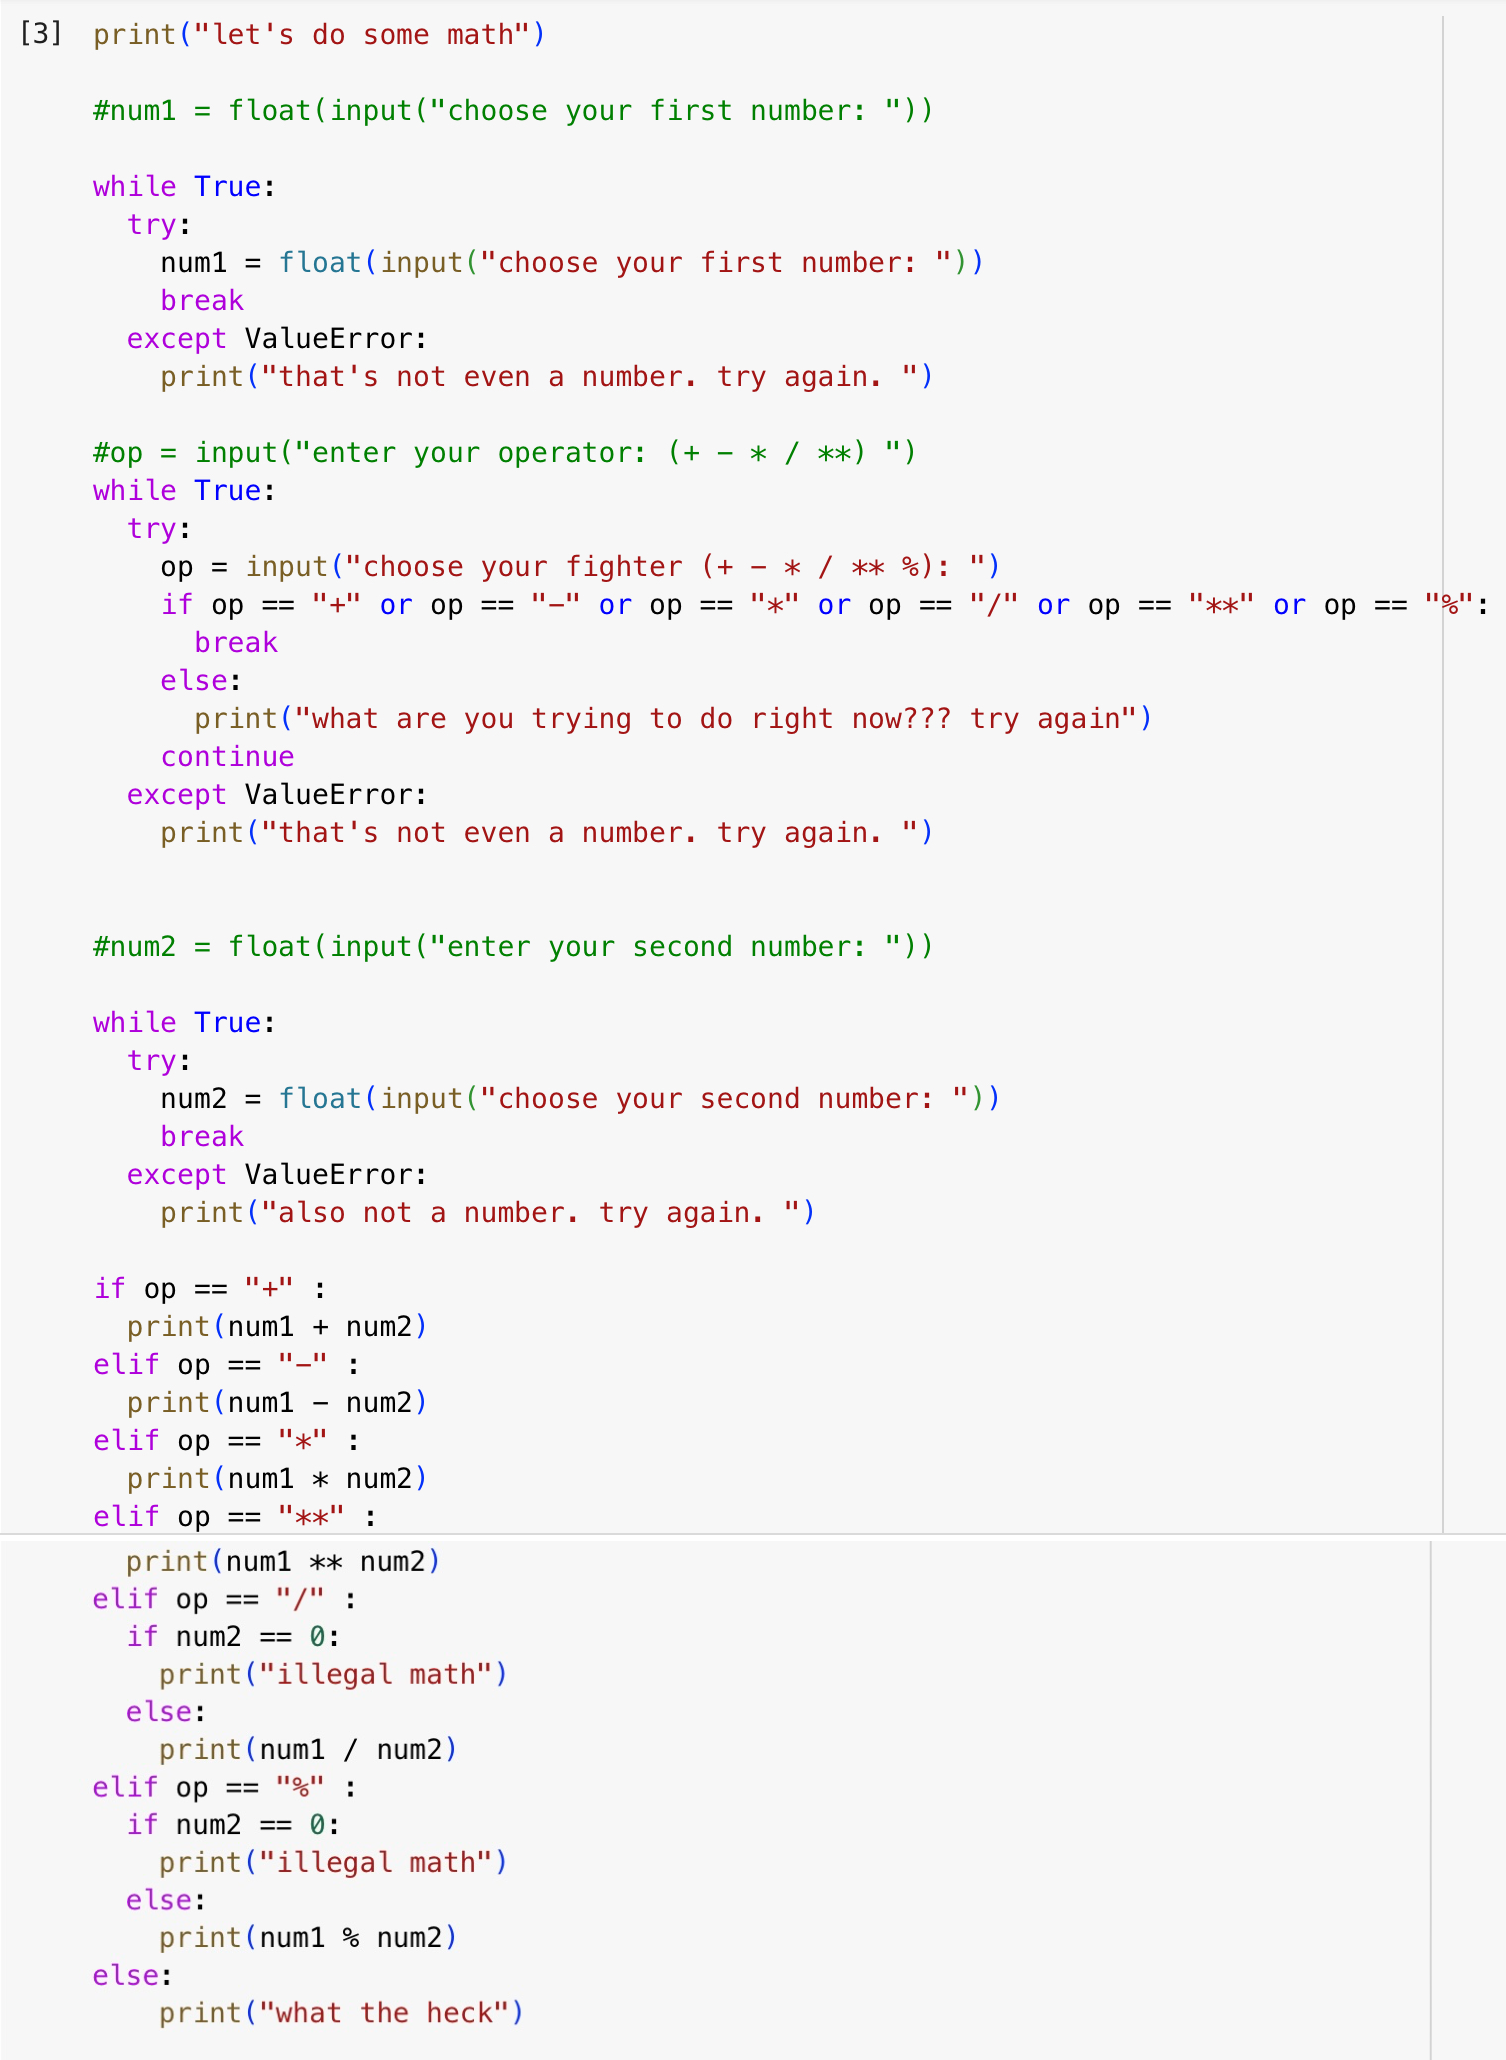 [3] print("let's do some math")
#num1 = float(input("choose your first number: "))
while True:
  try:
    num1 = float(input("choose your first number: "))
    break
  except ValueError:
    print("that's not even a number. try again. ")
#op = input("enter your operator: (+ - * / **) ")
while True:
  try:
    op = input("choose your fighter (+ - * / ** %): ")
    if op == "+" or op == "-" or op == "*" or op == "/" or op == "**" or op == "%":
      break
    else:
      print("what are you trying to do right now??? try again")
    continue
  except ValueError:
    print("that's not even a number. try again. ")
#num2 = float(input("enter your second number: "))
while True:
  try:
    num2 = float(input("choose your second number: "))
    break
  except ValueError:
    print("also not a number. try again. ")
if op == "+" :
  print(num1 + num2)
elif op == "-" :
  print(num1 - num2)
elif op == "*" :
  print(num1 * num2)
elif op == "**" :
  print(num1 ** num2)
elif op == "/" :
  if num2 == 0:
    print("illegal math")
  else:
    print(num1 / num2)
elif op == "%" :
  if num2 == 0:
    print("illegal math")
  else:
    print(num1 % num2)
else:
    print("what the heck")